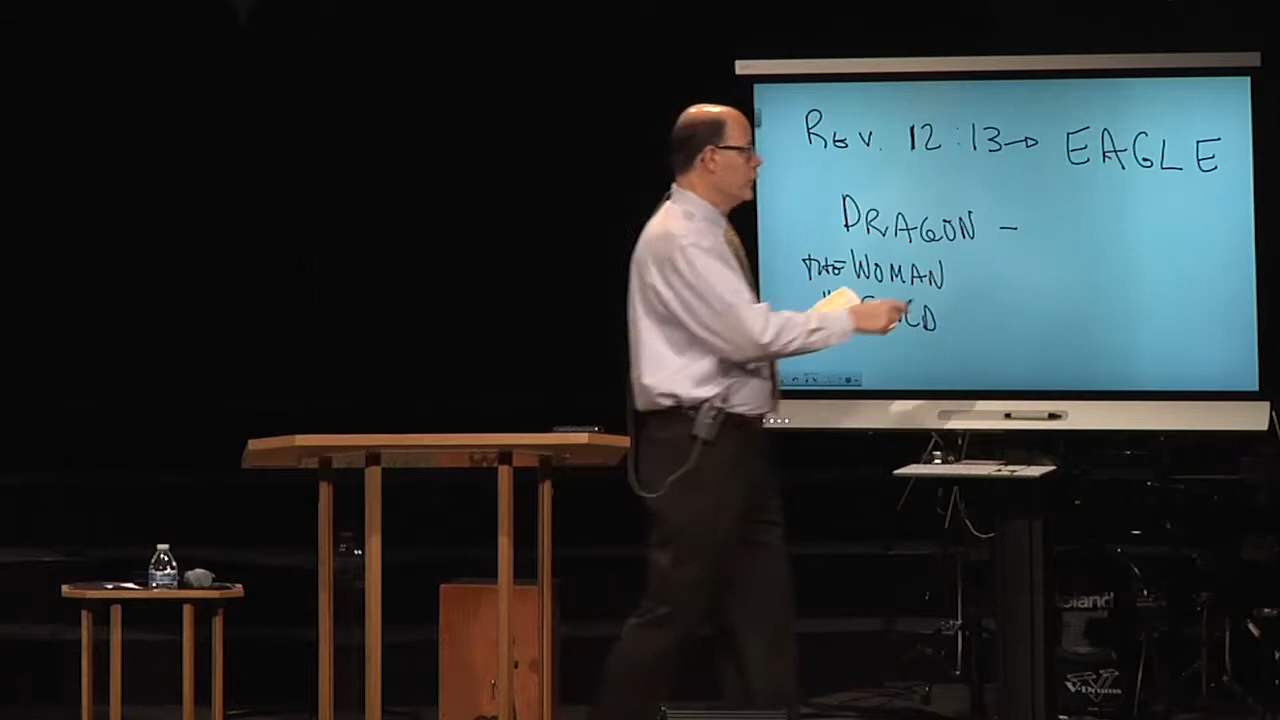 REV. 12:13→ EAGLE
DRAGON –
THE WOMAN
"
Roland
V-Drums